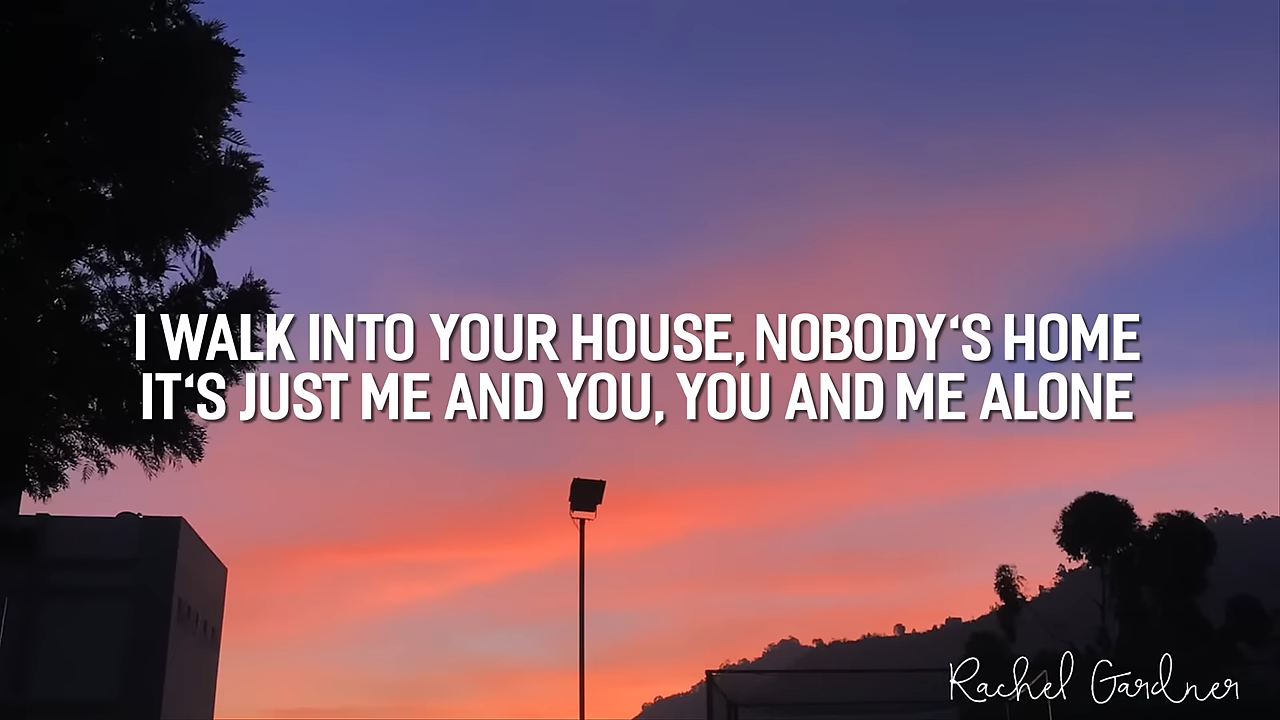 I WALK INTO YOUR HOUSE, NOBODY‘S HOME
IT‘S JUST ME AND YOU, YOU AND ME ALONE
Rachel Gardner